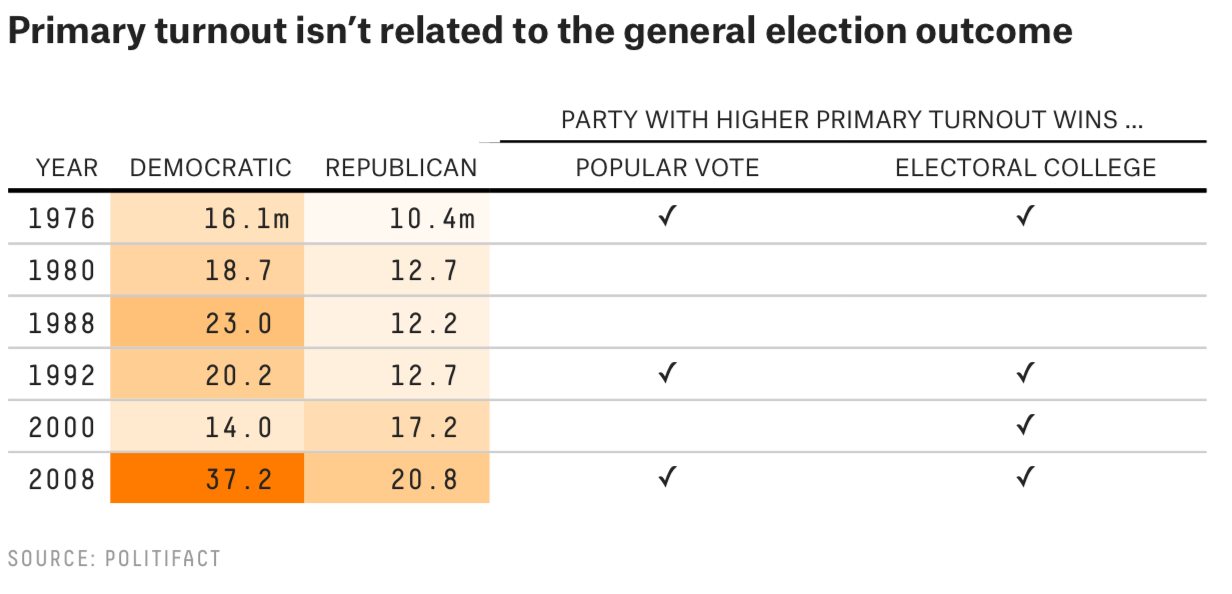 Primary turnout isn’t related to the general election outcome
PARTY WITH HIGHER PRIMARY TURNOUT WINS ...
YEAR DEMOCRATIC REPUBLICAN POPULAR VOTE ELECTORAL COLLEGE
1976 16.1m 10.4m ✓ ✓
1980 18.7 12.7
1988 23.0 12.2
1992 20.2 12.7 ✓ ✓
2000 14.0 17.2 ✓
2008 37.2 20.8 ✓ ✓
SOURCE: POLITIFACT